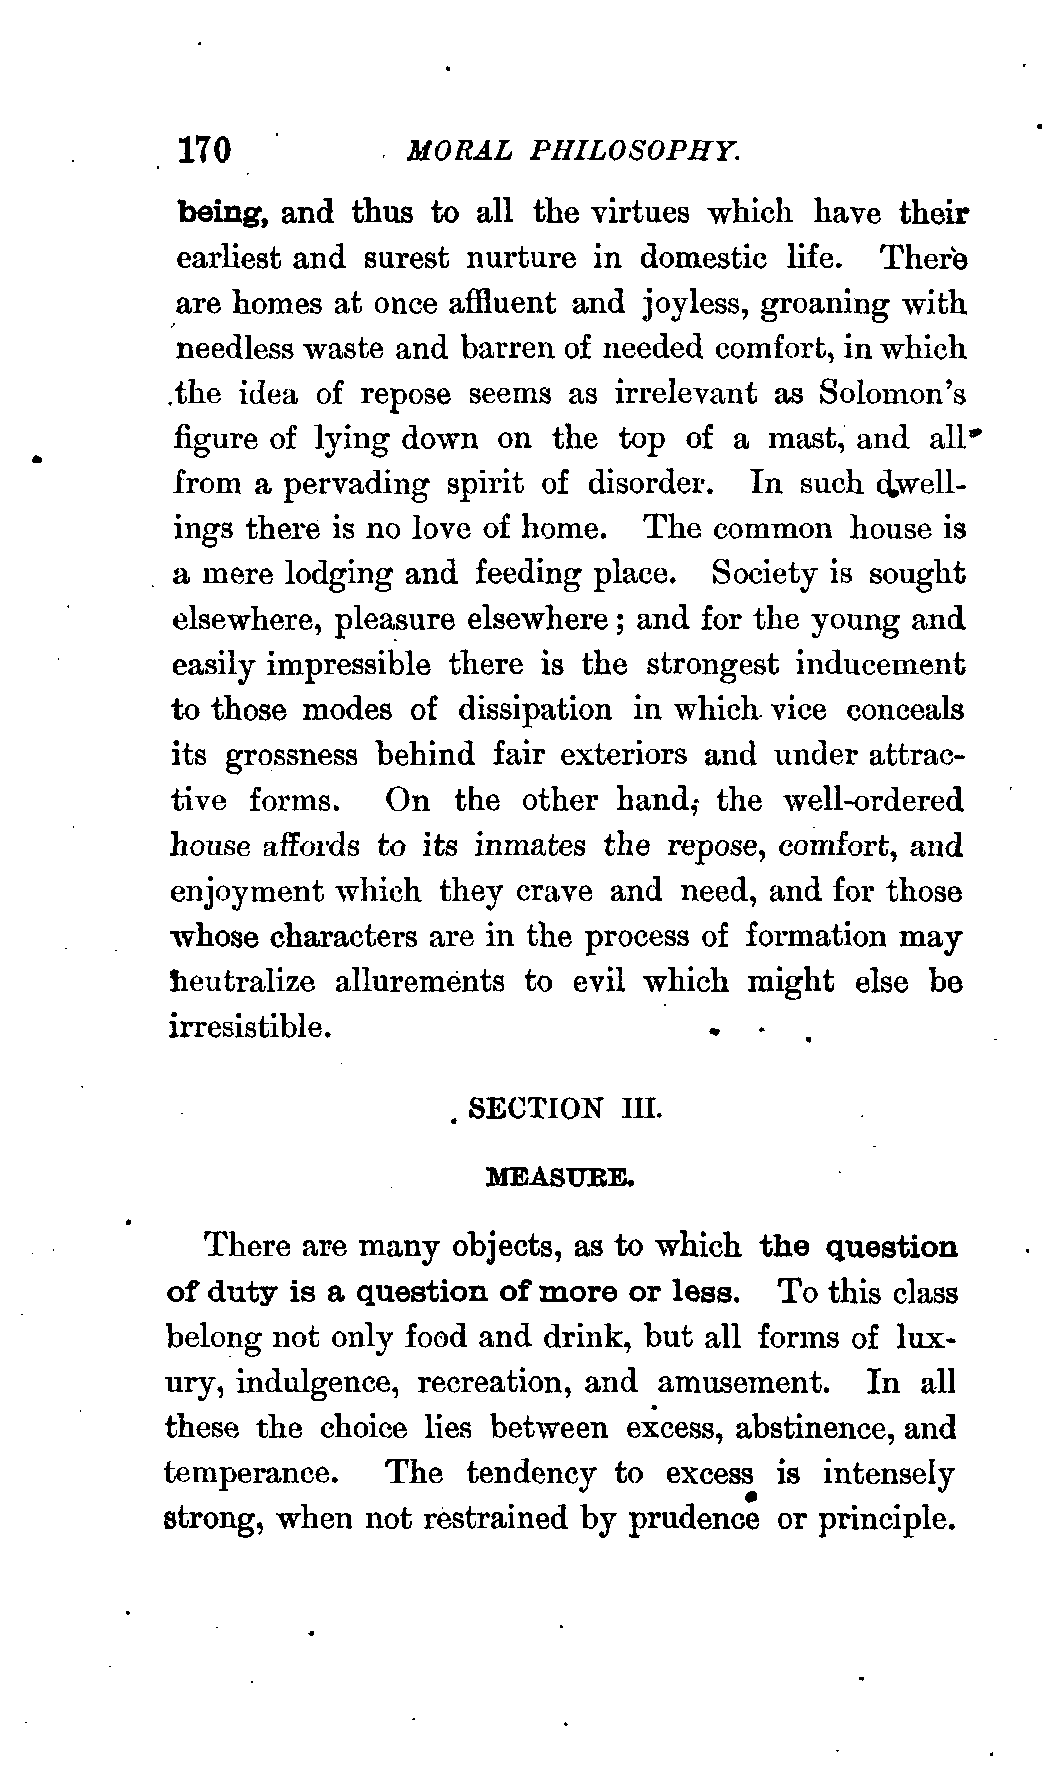 170 MORAL PHILOSOPHY.
being, and thus to all the virtues which have their
earliest and surest nurture in domestic life. There
are homes at once affluent and joyless, groaning with
needless waste and barren of needed comfort, in which
the idea of repose seems as irrelevant as Solomon's
figure of lying down on the top of a mast, and all
from a pervading spirit of disorder. In such dwell-
ings there is no love of home. The common house is
a mere lodging and feeding place. Society is sought
elsewhere, pleasure elsewhere; and for the young and
easily impressible there is the strongest inducement
to those modes of dissipation in which vice conceals
its grossness behind fair exteriors and under attrac-
tive forms. On the other hand, the well-ordered
house affords to its inmates the repose, comfort, and
enjoyment which they crave and need, and for those
whose characters are in the process of formation may
neutralize allurements to evil which might else be
irresistible.
SECTION III.
MEASURE.
There are many objects, as to which the question
of duty is a question of more or less. To this class
belong not only food and drink, but all forms of lux-
ury, indulgence, recreation, and amusement. In all
these the choice lies between excess, abstinence, and
temperance. The tendency to excess is intensely
strong, when not restrained by prudence or principle.